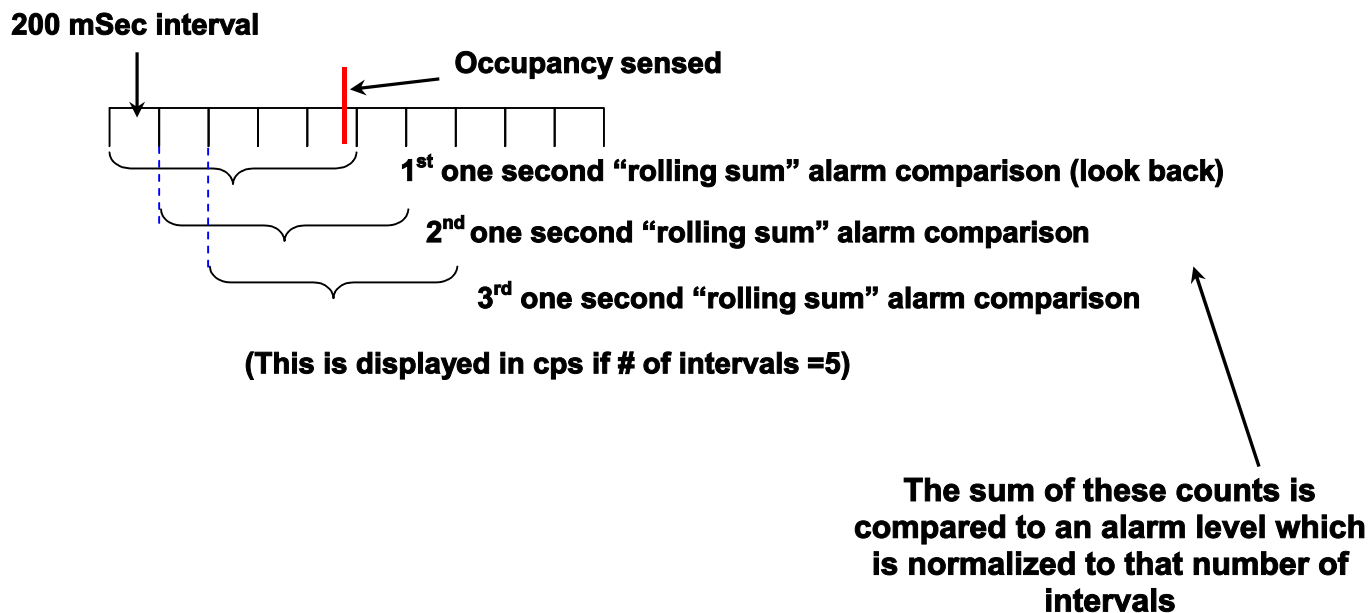 200 mSec interval
Occupancy sensed
1st one second “rolling sum” alarm comparison (look back)
2nd one second “rolling sum” alarm comparison
3rd one second “rolling sum” alarm comparison
(This is displayed in cps if # of intervals =5)
The sum of these counts is
compared to an alarm level which
is normalized to that number of
intervals